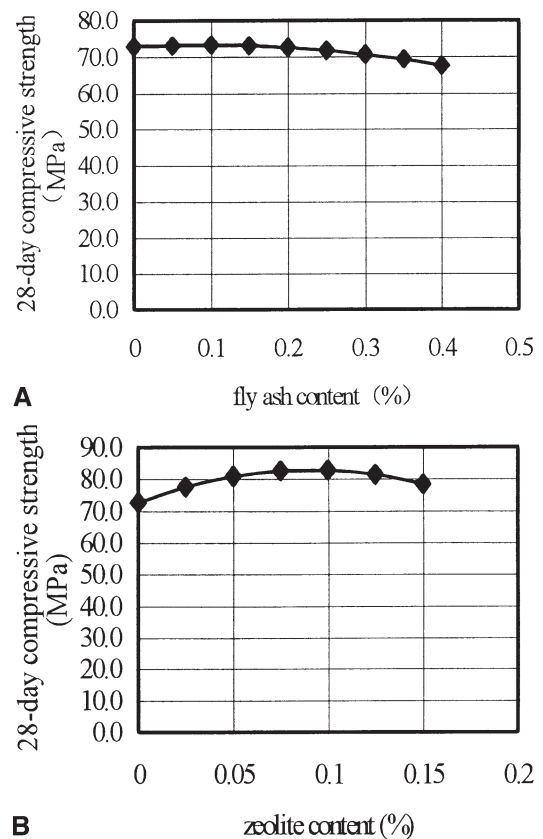 28-day compressive strength
(MPa)
80.0
70.0
60.0
50.0
40.0
30.0
20.0
10.0
0.0
0 0.1 0.2 0.3 0.4 0.5
fly ash content (%)
A
28-day compressive strength
(MPa)
90.0
80.0
70.0
60.0
50.0
40.0
30.0
20.0
10.0
0.0
0 0.05 0.1 0.15 0.2
zeolite content (%)
B